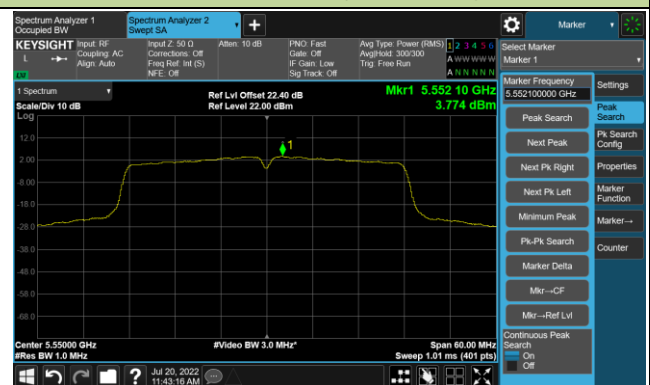 Spectrum Analyzer 1
Occupied BW
Spectrum Analyzer 2
Swept SA
Marker
KEYSIGHT
L
Input: RF
Coupling: AC
Align: Auto
Input Z: 50 Ω
Corrections: Off
Freq Ref: Int (S)
NFE: Off
Atten: 10 dB
PNO: Fast
Gate: Off
IF Gain: Low
Sig Track: Off
Avg Type: Power (RMS)
Avg|Hold: 300/300
Trig: Free Run
1 2 3 4 5 6
A W W W W W
A N N N N N
Select Marker
Marker 1
1 Spectrum
Scale/Div 10 dB
Log
Ref Lvl Offset 22.40 dB
Ref Level 22.00 dBm
Mkr1 5.552 10 GHz
3.774 dBm
Marker Frequency
5.552100000 GHz
Settings
Peak Search
Peak
Search
Next Peak
Pk Search
Config
Next Pk Right
Properties
Next Pk Left
Marker
Function
Minimum Peak
Marker→
Pk-Pk Search
Counter
Marker Delta
Mkr→CF
Mkr→Ref Lvl
Continuous Peak
Search
On
Off
12.0
1
2.00
-8.00
-18.0
-28.0
-38.0
-48.0
-58.0
-68.0
Center 5.55000 GHz
#Res BW 1.0 MHz
#Video BW 3.0 MHz*
Span 60.00 MHz
Sweep 1.01 ms (401 pts)
Jul 20, 2022
11:43:16 AM